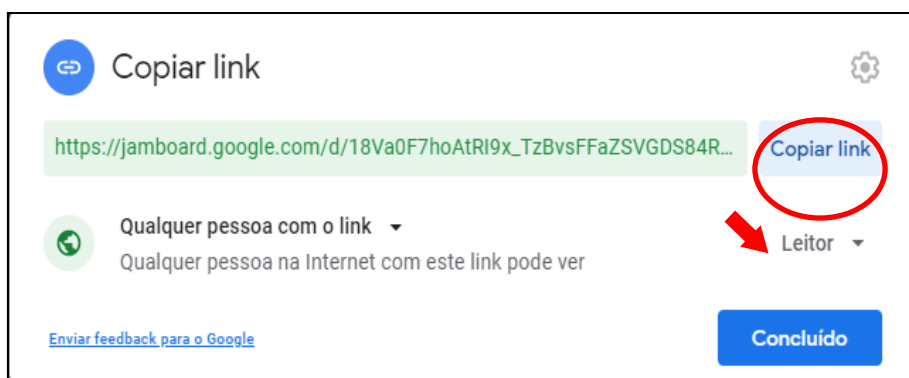 Copiar link
https://jamboard.google.com/d/18Va0F7hoAtRI9x_TzBvsFFaZSVGDS84R... Copiar link
Qualquer pessoa com o link
Qualquer pessoa na Internet com este link pode ver
Leitor
Enviar feedback para o Google
Concluído